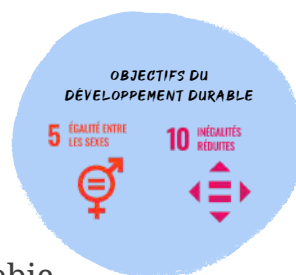 OBJECTIFS DU
DÉVELOPPEMENT DURABLE
5 ÉGALITÉ ENTRE
LES SEXES
10 INÉGALITÉS
RÉDUITES